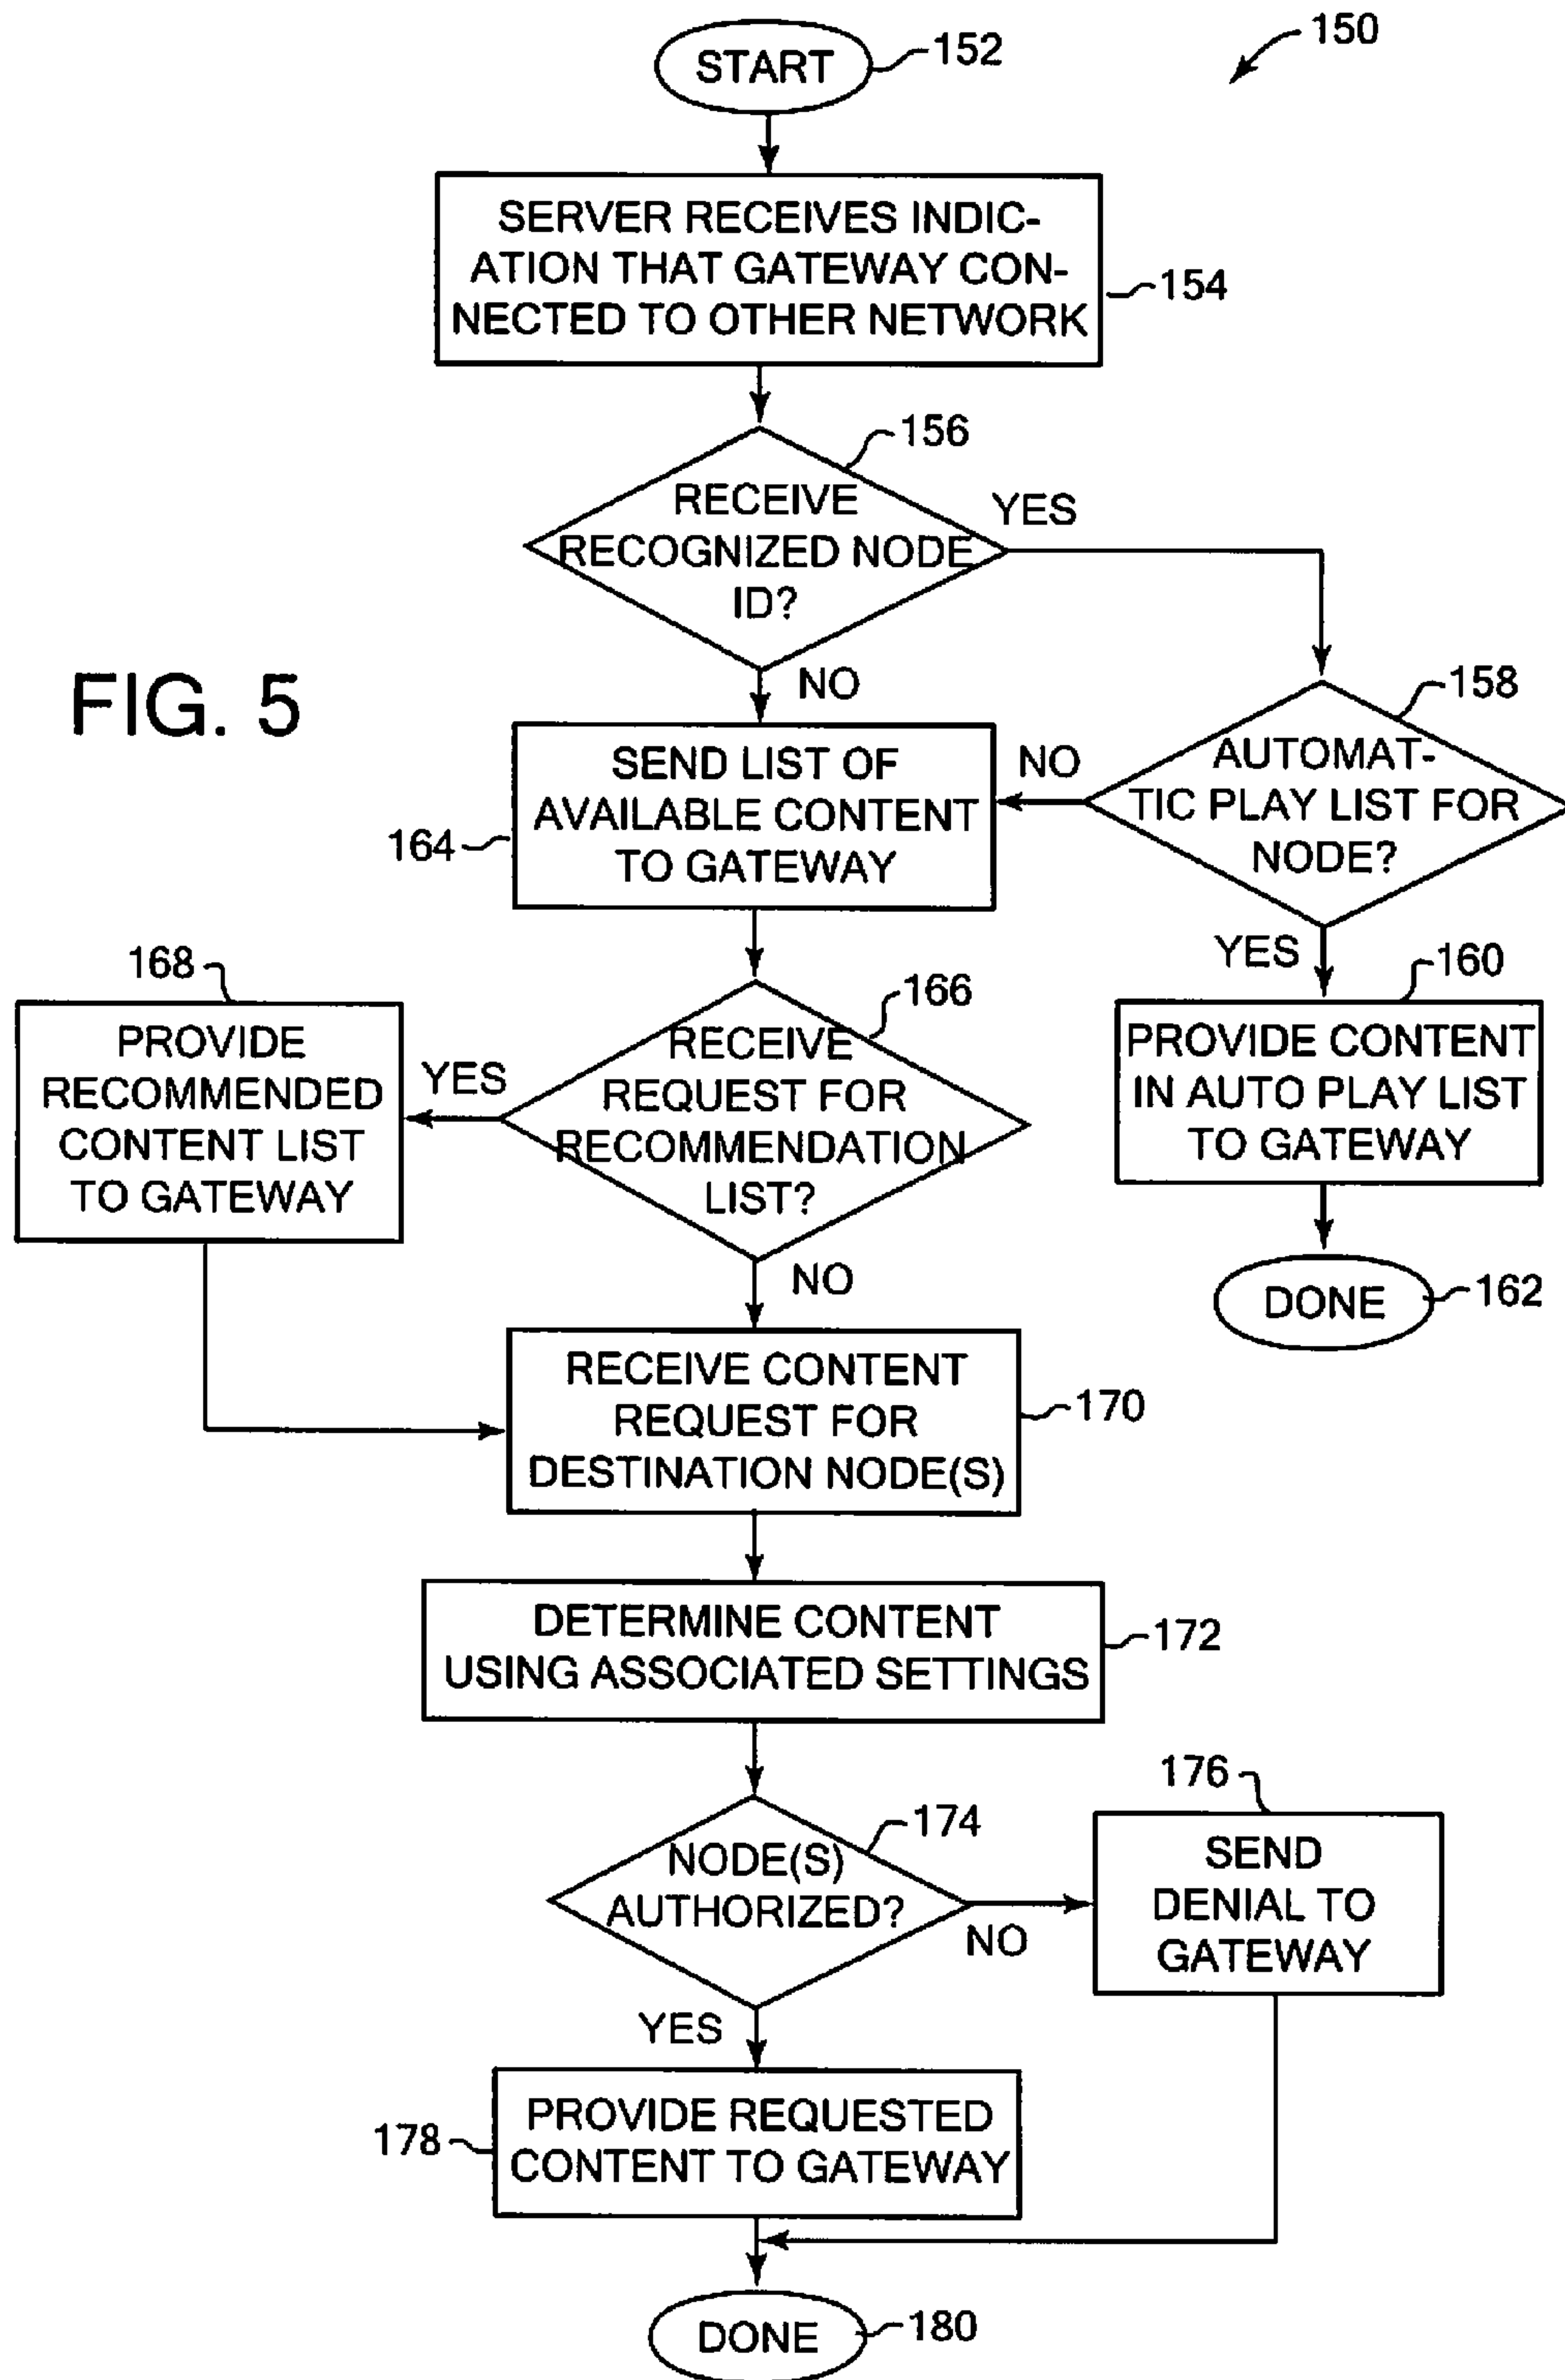 150
START
152
SERVER RECEIVES INDIC-
ATION THAT GATEWAY CON-
NECTED TO OTHER NETWORK
154
156
RECEIVE
RECOGNIZED NODE
ID?
YES
NO
FIG. 5
158
AUTOMAT-
TIC PLAY LIST FOR
NODE?
NO
YES
SEND LIST OF
AVAILABLE CONTENT
TO GATEWAY
164
160
PROVIDE CONTENT
IN AUTO PLAY LIST
TO GATEWAY
DONE
162
166
RECEIVE
REQUEST FOR
RECOMMENDATION
LIST?
YES
NO
168
PROVIDE
RECOMMENDED
CONTENT LIST
TO GATEWAY
RECEIVE CONTENT
REQUEST FOR
DESTINATION NODE(S)
170
DETERMINE CONTENT
USING ASSOCIATED SETTINGS
172
174
NODE(S)
AUTHORIZED?
NO
YES
176
SEND
DENIAL TO
GATEWAY
PROVIDE REQUESTED
CONTENT TO GATEWAY
178
DONE
180